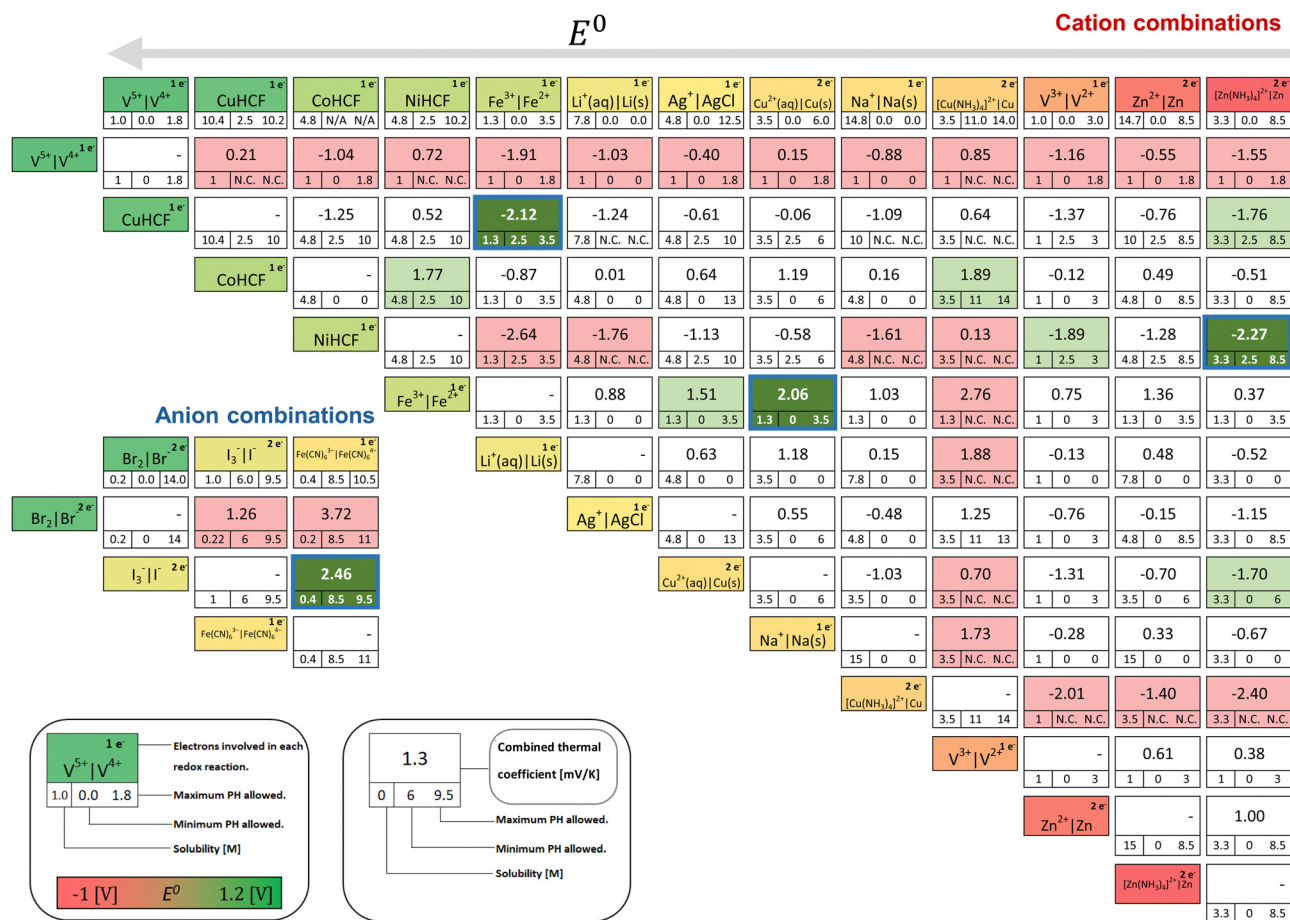 E⁰
Cation combinations
1 e⁻ 1 e⁻ 1 e⁻ 1 e⁻ 1 e⁻ 1 e⁻ 1 e⁻ 2 e⁻ 1 e⁻ 2 e⁻ 1 e⁻ 2 e⁻ 2 e⁻
V⁵⁺|V⁴⁺ CuHCF CoHCF NiHCF Fe³⁺|Fe²⁺ Li⁺(aq)|Li(s) Ag⁺|AgCl Cu²⁺(aq)|Cu(s) Na⁺|Na(s) [Cu(NH₃)₄]²⁺|Cu V³⁺|V²⁺ Zn²⁺|Zn [Zn(NH₃)₄]²⁺|Zn
1.0 0.0 1.8 10.4 2.5 10.2 4.8 N/A N/A 4.8 2.5 10.2 1.3 0.0 3.5 7.8 0.0 0.0 4.8 0.0 12.5 3.5 0.0 6.0 14.8 0.0 0.0 3.5 11.0 14.0 1.0 0.0 3.0 14.7 0.0 8.5 3.3 0.0 8.5
V⁵⁺|V⁴⁺ 1 e⁻ - 0.21 -1.04 0.72 -1.91 -1.03 -0.40 0.15 -0.88 0.85 -1.16 -0.55 -1.55
1 0 1.8 1 N.C. N.C. 1 0 1.8 1 N.C. N.C. 1 0 1.8 1 0 0 1 0 1.8 1 0 1.8 1 0 0 1 N.C. N.C. 1 0 1.8 1 0 1.8 1 0 1.8
CuHCF 1 e⁻ - -1.25 0.52 -2.12 -1.24 -0.61 -0.06 -1.09 0.64 -1.37 -0.76 -1.76
10.4 2.5 10 4.8 2.5 10 4.8 2.5 10 1.3 2.5 3.5 7.8 N.C. N.C. 4.8 2.5 10 3.5 2.5 6 10 N.C. N.C. 3.5 N.C. N.C. 1 2.5 3 10 2.5 8.5 3.3 2.5 8.5
CoHCF 1 e⁻ - 1.77 -0.87 0.01 0.64 1.19 0.16 1.89 -0.12 0.49 -0.51
4.8 0 0 4.8 2.5 10 1.3 0 3.5 4.8 0 0 4.8 0 13 3.5 0 6 4.8 0 0 3.5 11 14 1 0 3 4.8 0 8.5 3.3 0 8.5
NiHCF 1 e⁻ - -2.64 -1.76 -1.13 -0.58 -1.61 0.13 -1.89 -1.28 -2.27
4.8 2.5 10 1.3 2.5 3.5 4.8 N.C. N.C. 4.8 2.5 10 3.5 2.5 6 4.8 N.C. N.C. 3.5 N.C. N.C. 1 2.5 3 4.8 2.5 8.5 3.3 2.5 8.5
Fe³⁺|Fe²⁺ 1 e⁻ - 0.88 1.51 2.06 1.03 2.76 0.75 1.36 0.37
1.3 0 3.5 1.3 0 0 1.3 0 3.5 1.3 0 3.5 1.3 0 0 1.3 N.C. N.C. 1 0 3 1.3 0 3.5 1.3 0 3.5
Li⁺(aq)|Li(s) 1 e⁻ - 0.63 1.18 0.15 1.88 -0.13 0.48 -0.52
7.8 0 0 4.8 0 0 3.5 0 0 7.8 0 0 3.5 N.C. N.C. 1 0 0 7.8 0 0 3.3 0 0
Ag⁺|AgCl 1 e⁻ - 0.55 -0.48 1.25 -0.76 -0.15 -1.15
4.8 0 13 3.5 0 6 4.8 0 0 3.5 11 13 1 0 3 4.8 0 8.5 3.3 0 8.5
Cu²⁺(aq)|Cu(s) 2 e⁻ - -1.03 0.70 -1.31 -0.70 -1.70
3.5 0 6 3.5 0 0 3.5 N.C. N.C. 1 0 3 3.5 0 6 3.3 0 6
Na⁺|Na(s) 1 e⁻ - 1.73 -0.28 0.33 -0.67
15 0 0 3.5 N.C. N.C. 1 0 0 15 0 0 3.3 0 0
[Cu(NH₃)₄]²⁺|Cu 2 e⁻ - -2.01 -1.40 -2.40
3.5 11 14 1 N.C. N.C. 3.5 N.C. N.C. 3.3 N.C. N.C.
V³⁺|V²⁺ 1 e⁻ - 0.61 0.38
1 0 3 1 0 3 1 0 3
Zn²⁺|Zn 2 e⁻ - 1.00
15 0 8.5 3.3 0 8.5
[Zn(NH₃)₄]²⁺|Zn 2 e⁻ -
3.3 0 8.5
Anion combinations
2 e⁻ 2 e⁻ 1 e⁻
Br₂|Br⁻ I₃⁻|I⁻ Fe(CN)₆³⁻|Fe(CN)₆⁴⁻
0.2 0.0 14.0 1.0 6.0 9.5 0.4 8.5 10.5
Br₂|Br⁻ 2 e⁻ - 1.26 3.72
0.2 0 14 0.22 6 9.5 0.2 8.5 11
I₃⁻|I⁻ 2 e⁻ - 2.46
1 6 9.5 0.4 8.5 9.5
Fe(CN)₆³⁻|Fe(CN)₆⁴⁻ 1 e⁻ -
0.4 8.5 11
1 e⁻
V⁵⁺|V⁴⁺
1.0 0.0 1.8
Electrons involved in each
redox reaction.
Maximum PH allowed.
Minimum PH allowed.
Solubility [M]
-1 [V] E⁰ 1.2 [V]
1.3
0 6 9.5
Combined thermal
coefficient [mV/K]
Maximum PH allowed.
Minimum PH allowed.
Solubility [M]